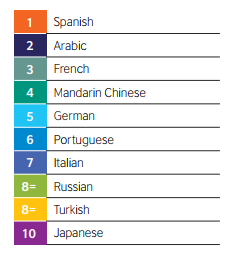 1 Spanish
2 Arabic
3 French
4 Mandarin Chinese
5 German
6 Portuguese
7 Italian
8= Russian
8= Turkish
10 Japanese